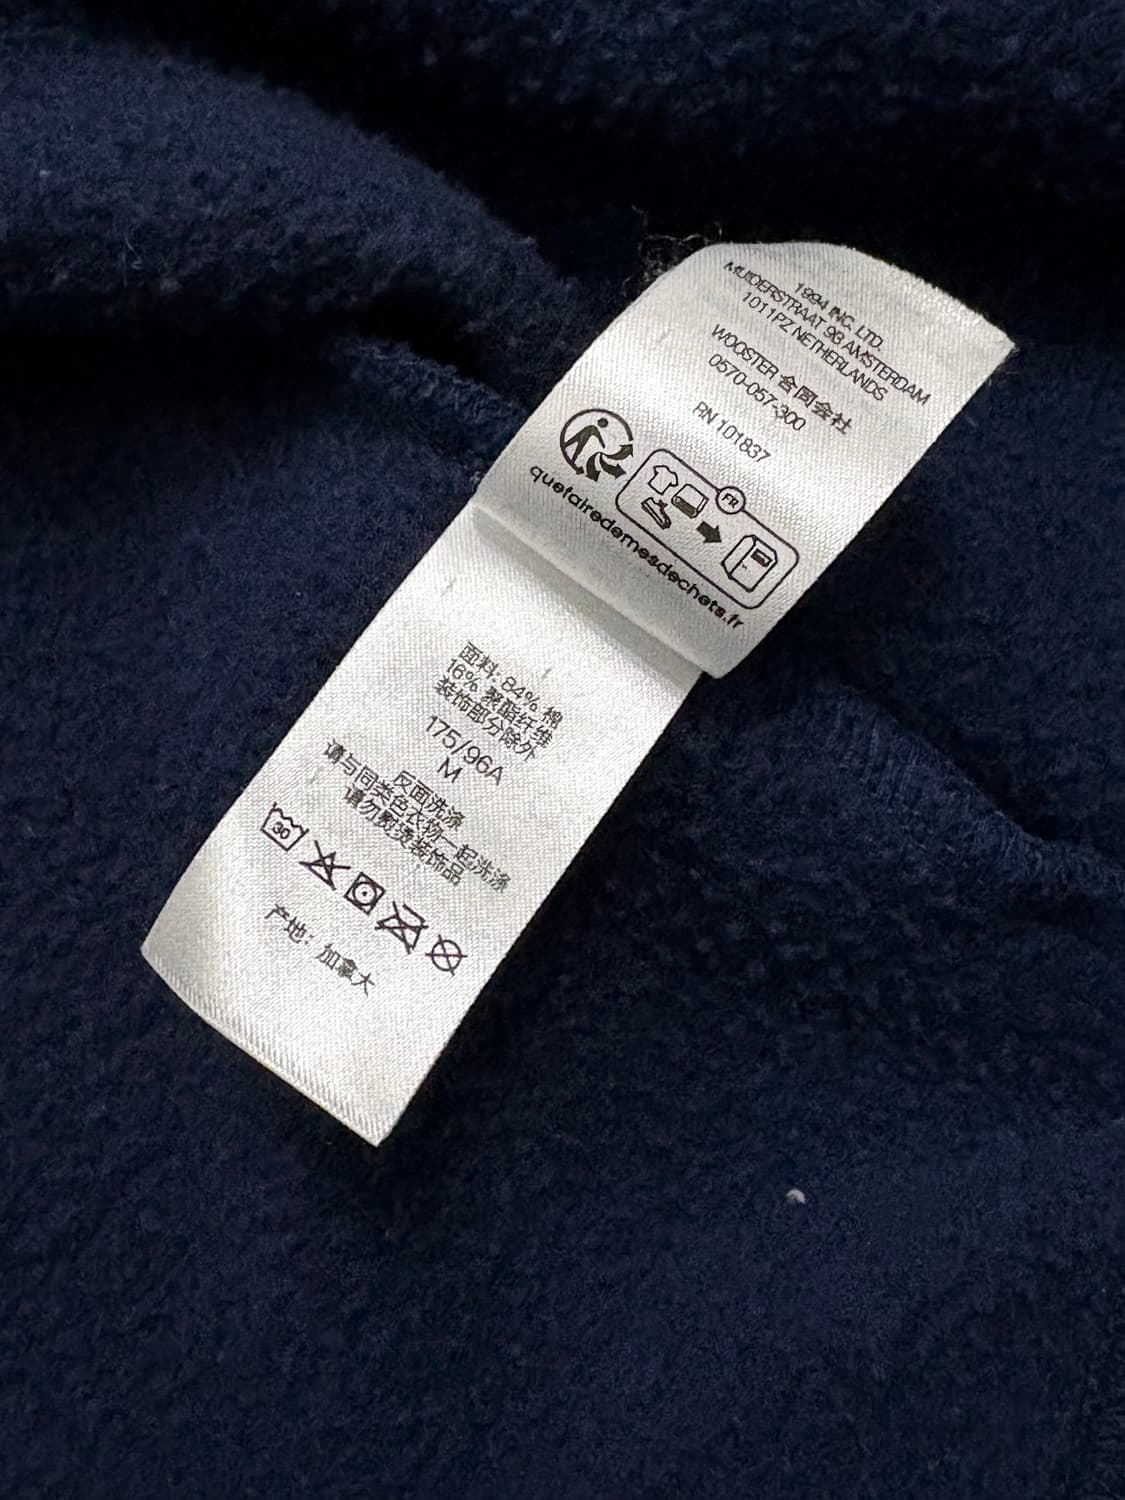 1994 INC. LTD.
MUIDERSTRAAT 9G AMSTERDAM
1011PZ NETHERLANDS
WOOSTER 合同会社
0570-057-300
RN 101837
FR
quefairedemesdechets.fr
面料: 84% 棉
16% 聚酯纤维
装饰部分除外
175/96A
M
反面洗涤
请与同类色衣物一起洗涤
请勿熨烫装饰品
30
产地: 加拿大